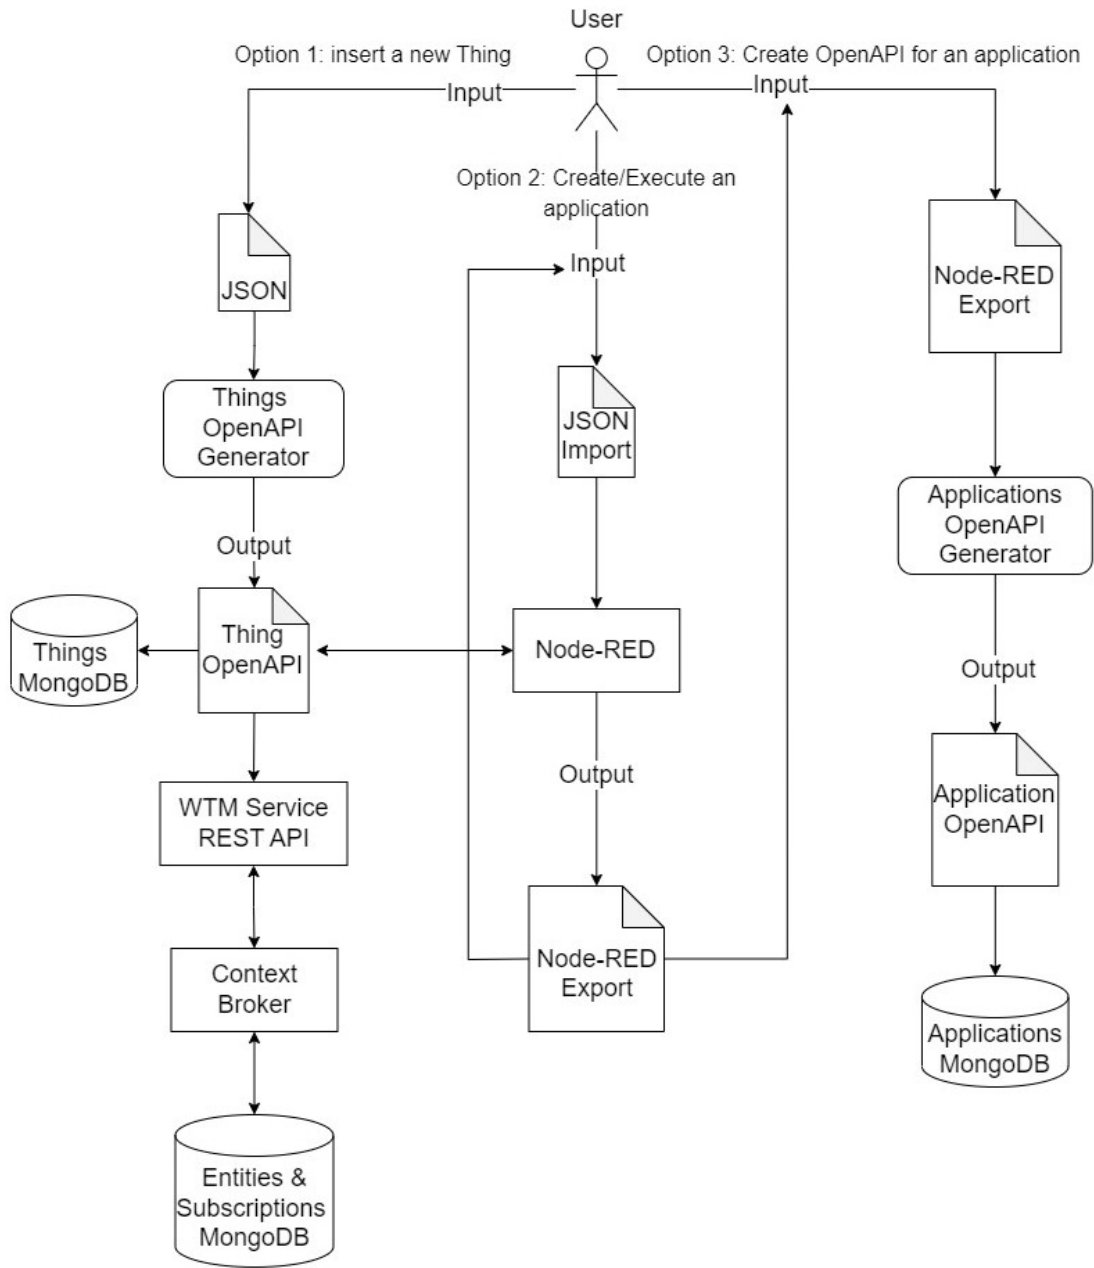 User
Option 1: insert a new Thing
Option 3: Create OpenAPI for an application
Input
Input
Option 2: Create/Execute an
application
Input
JSON
Node-RED
Export
Things
OpenAPI
Generator
JSON
Import
Applications
OpenAPI
Generator
Output
Thing
OpenAPI
Things
MongoDB
Node-RED
Output
Output
WTM Service
REST API
Application
OpenAPI
Context
Broker
Node-RED
Export
Applications
MongoDB
Entities &
Subscriptions
MongoDB